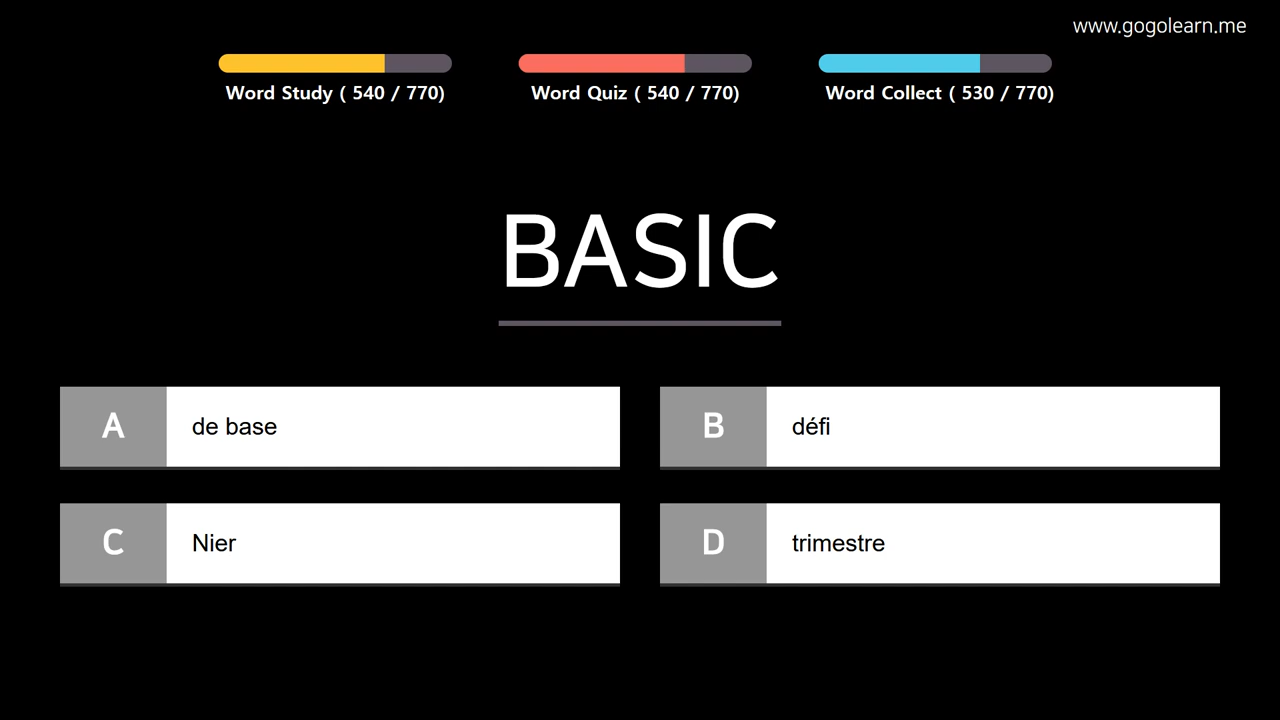 www.gogolearn.me
Word Study ( 540 / 770)
Word Quiz ( 540 / 770)
Word Collect ( 530 / 770)
BASIC
A
de base
B
défi
C
Nier
D
trimestre